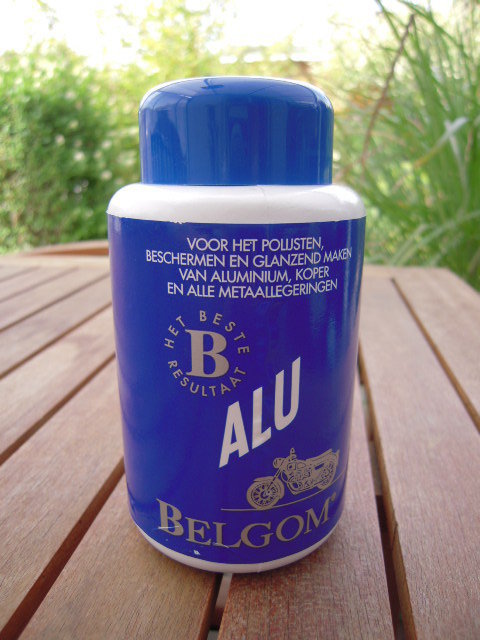 VOOR HET POLIJSTEN,
BESCHERMEN EN GLANZEND MAKEN
VAN ALUMINIUM, KOPER
EN ALLE METAALLEGERINGEN
HET BESTE
B
RESULTAAT
ALU
BELGOM®